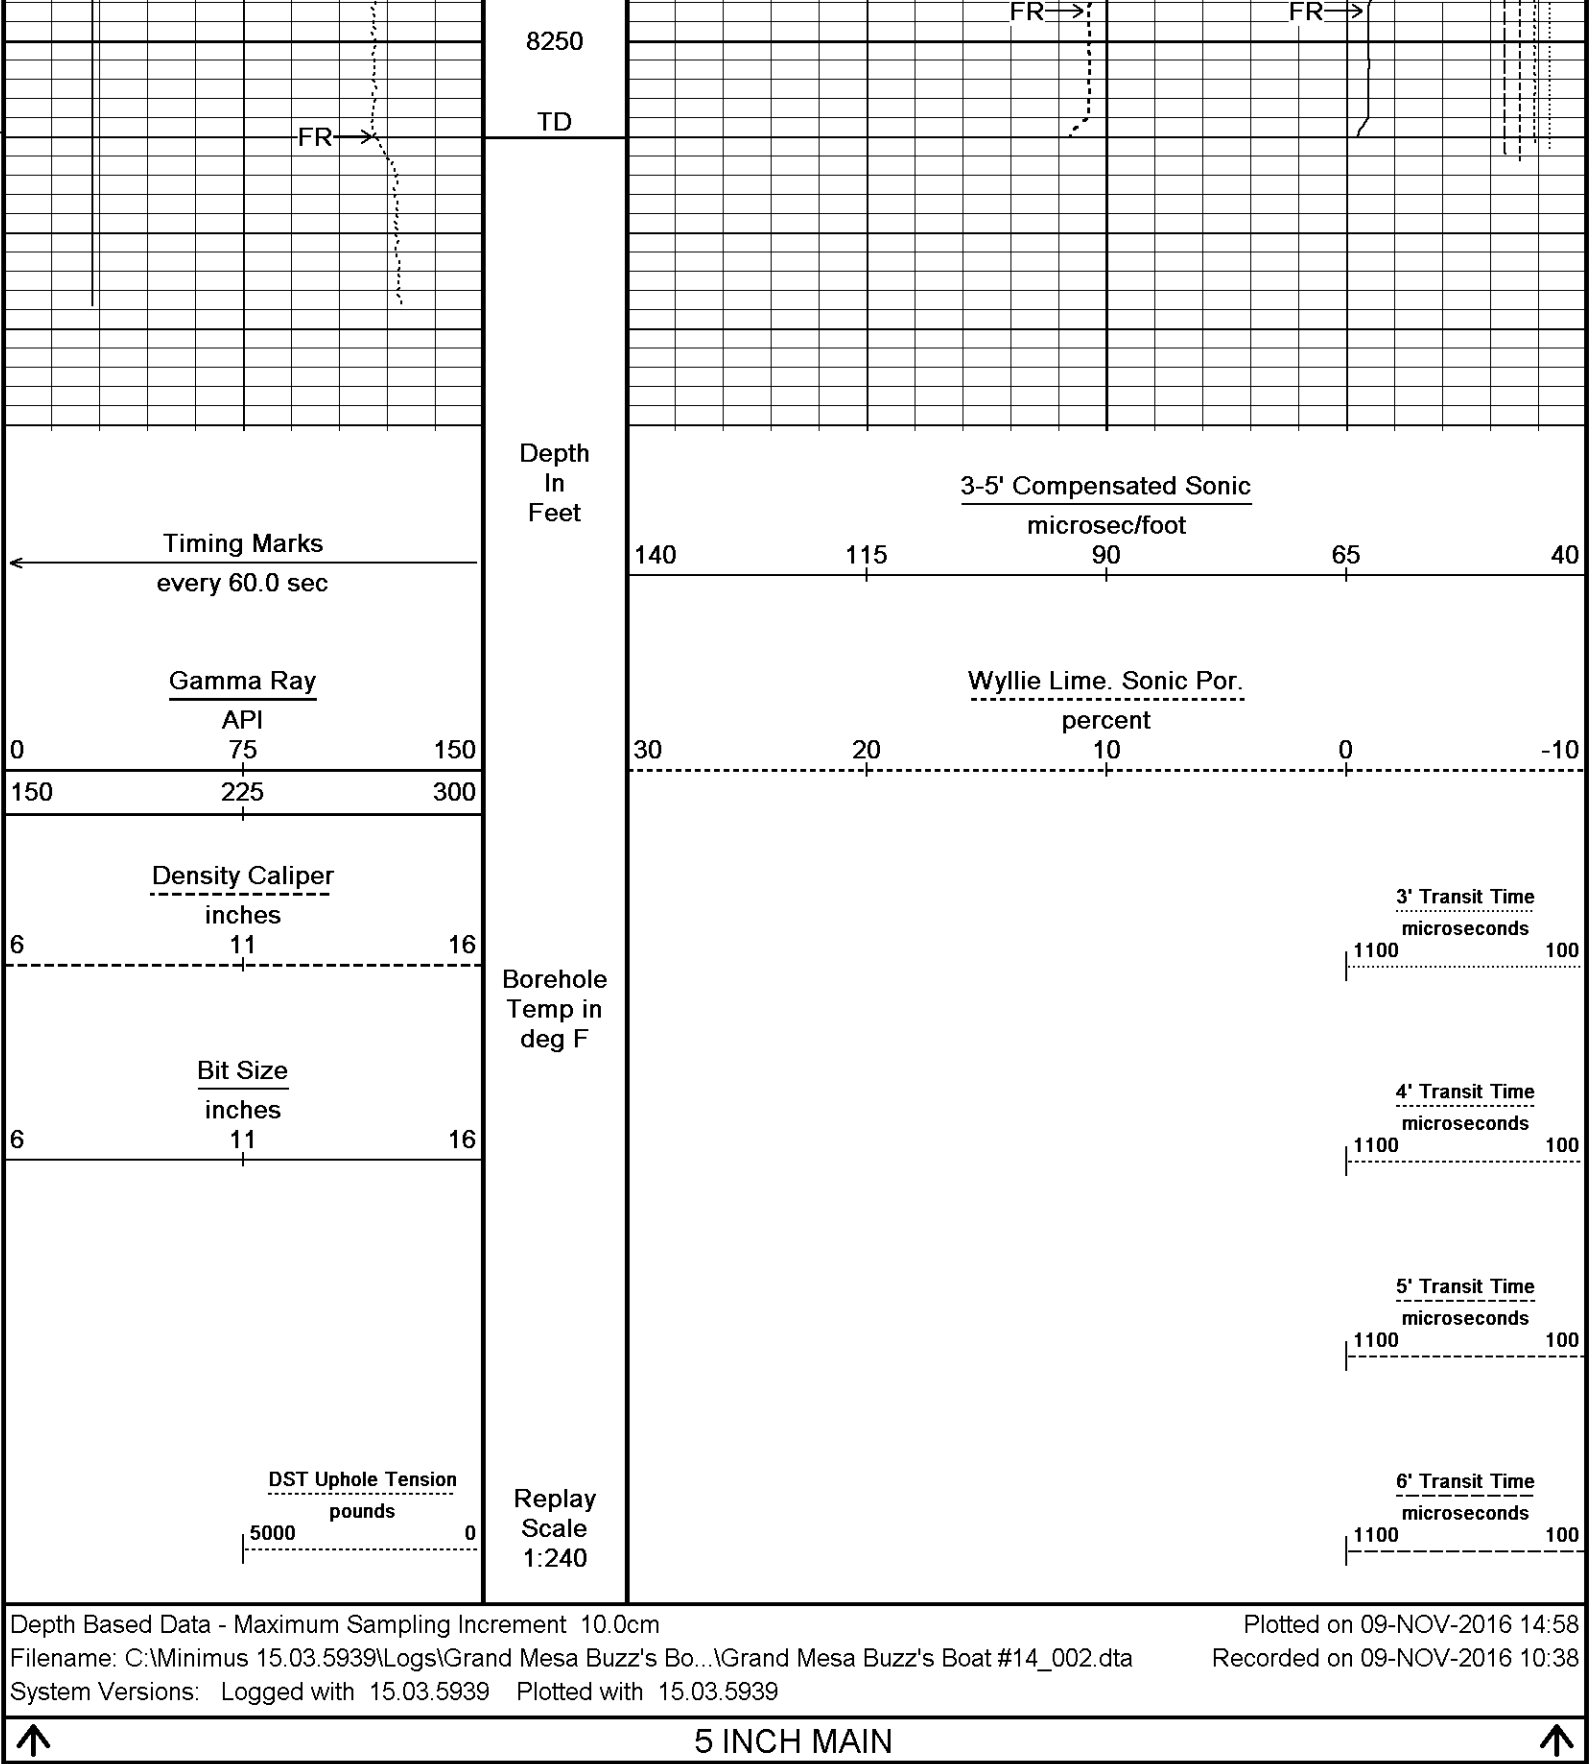 FR
FR
8250
TD
FR
Depth
In
Feet
3-5' Compensated Sonic
microsec/foot
140 115 90 65 40
Timing Marks
every 60.0 sec
Gamma Ray
API
0 75 150
150 225 300
Wyllie Lime. Sonic Por.
percent
30 20 10 0 -10
Density Caliper
inches
6 11 16
3' Transit Time
microseconds
1100 100
Borehole
Temp in
deg F
Bit Size
inches
6 11 16
4' Transit Time
microseconds
1100 100
5' Transit Time
microseconds
1100 100
DST Uphole Tension
pounds
5000 0
Replay
Scale
1:240
6' Transit Time
microseconds
1100 100
Depth Based Data - Maximum Sampling Increment 10.0cm
Plotted on 09-NOV-2016 14:58
Filename: C:\Minimus 15.03.5939\Logs\Grand Mesa Buzz's Bo...\Grand Mesa Buzz's Boat #14_002.dta
Recorded on 09-NOV-2016 10:38
System Versions: Logged with 15.03.5939 Plotted with 15.03.5939
5 INCH MAIN